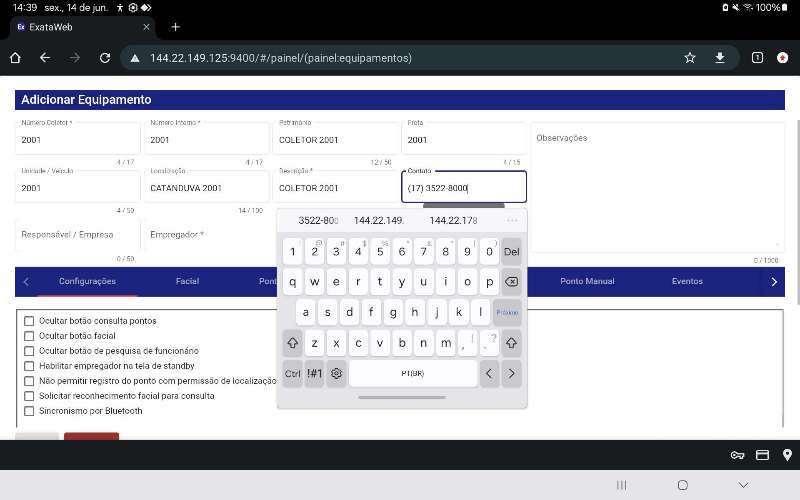 14:39 sex., 14 de jun. 100%
Ex ExataWeb
144.22.149.125:9400/#/painel/(painel:equipamentos) 1
Adicionar Equipamento
Número Coletor * Número Interno * Patrimônio Frota
2001 2001 COLETOR 2001 2001 Observações
4 / 17 4 / 17 12 / 50 4 / 15
Unidade / Veículo Localização Descrição * Contato
2001 CATANDUVA 2001 COLETOR 2001 (17) 3522-8000
4 / 50 14 / 100
3522-800 144.22.149. 144.22.178 ...
Responsável / Empresa Empregador *
0 / 50 0 / 1000
1 2 3 4 5 6 7 8 9 0 Del
Configurações Facial Pont Ponto Manual Eventos
q w e r t y u i o p
a s d f g h j k l Próximo
Ocultar botão consulta pontos
Ocultar botão facial
Ocultar botão de pesquisa de funcionário
z x c v b n m , ! . ?
Habilitar empregador na tela de standby
Não permitir registro do ponto com permissão de localização
Ctrl !#1 PT(BR) < >
Solicitar reconhecimento facial para consulta
Sincronismo por Bluetooth